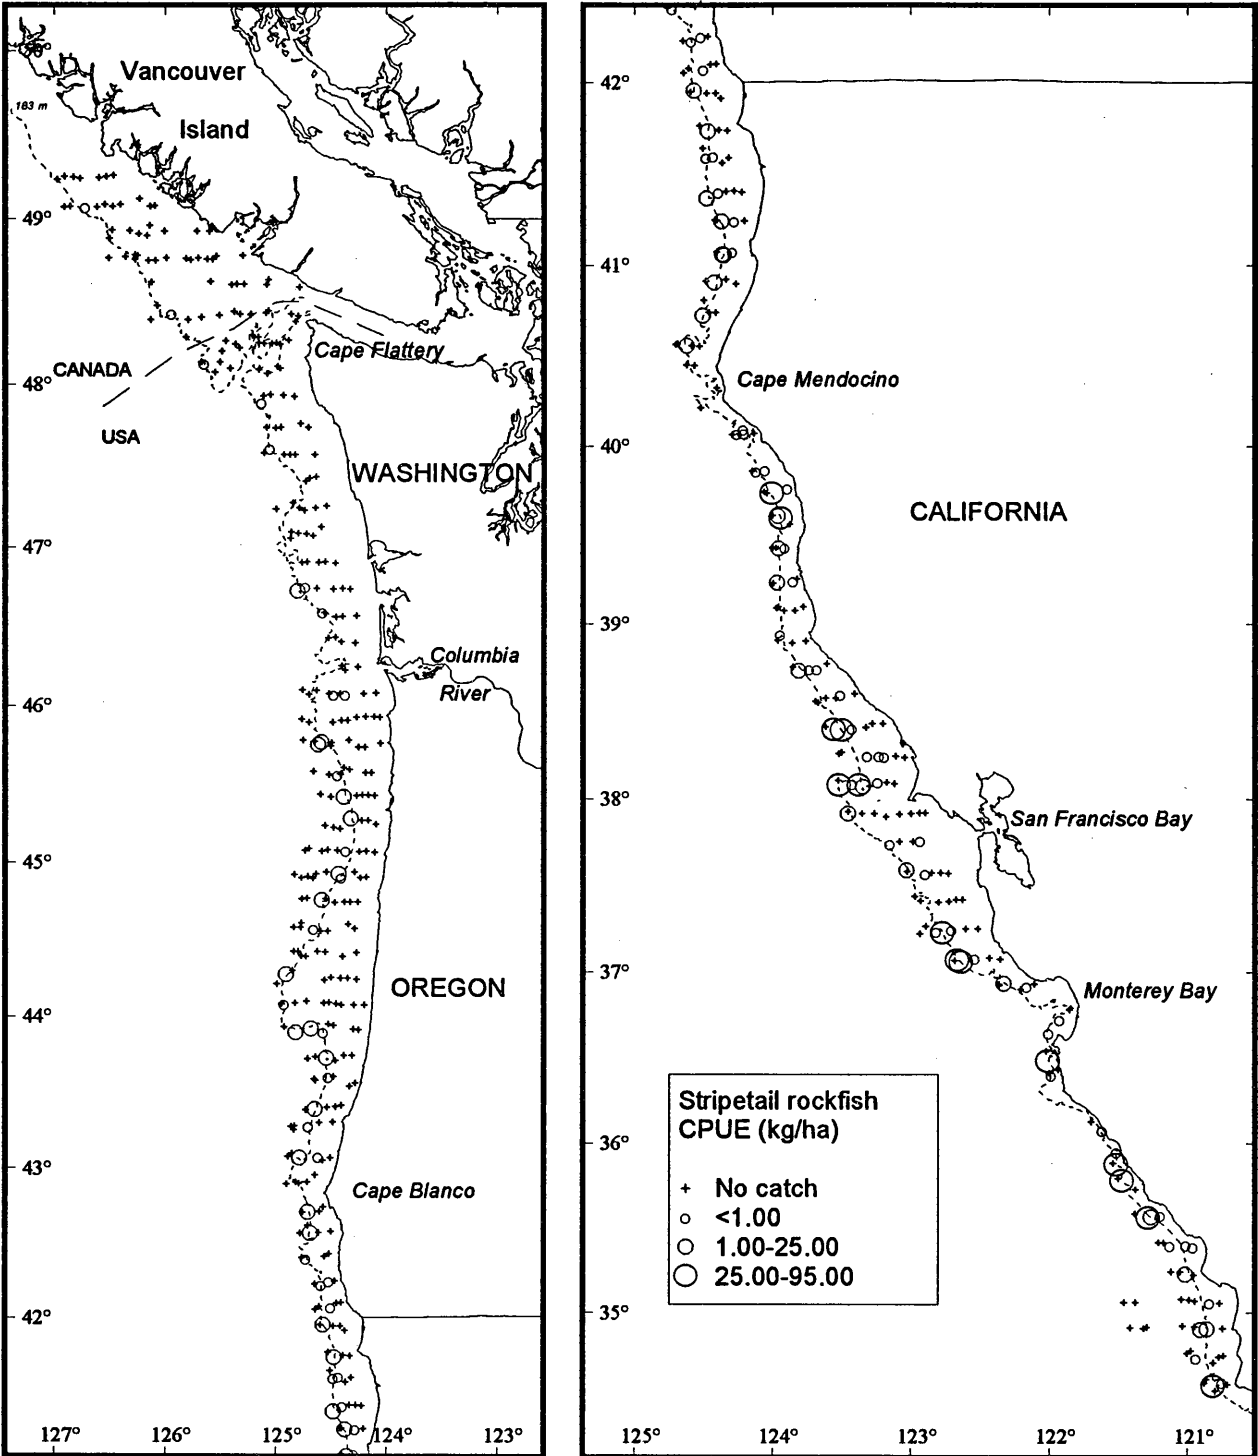 Vancouver
Island
183 m
49°
CANADA
48°
USA
Cape Flattery
WASHINGTON
47°
Columbia
River
46°
45°
OREGON
44°
43°
Cape Blanco
42°
127°
126°
125°
124°
123°
42°
41°
Cape Mendocino
40°
CALIFORNIA
39°
38°
San Francisco Bay
37°
Monterey Bay
36°
Stripetail rockfish
CPUE (kg/ha)
+ No catch
<1.00
1.00-25.00
25.00-95.00
35°
125°
124°
123°
122°
121°